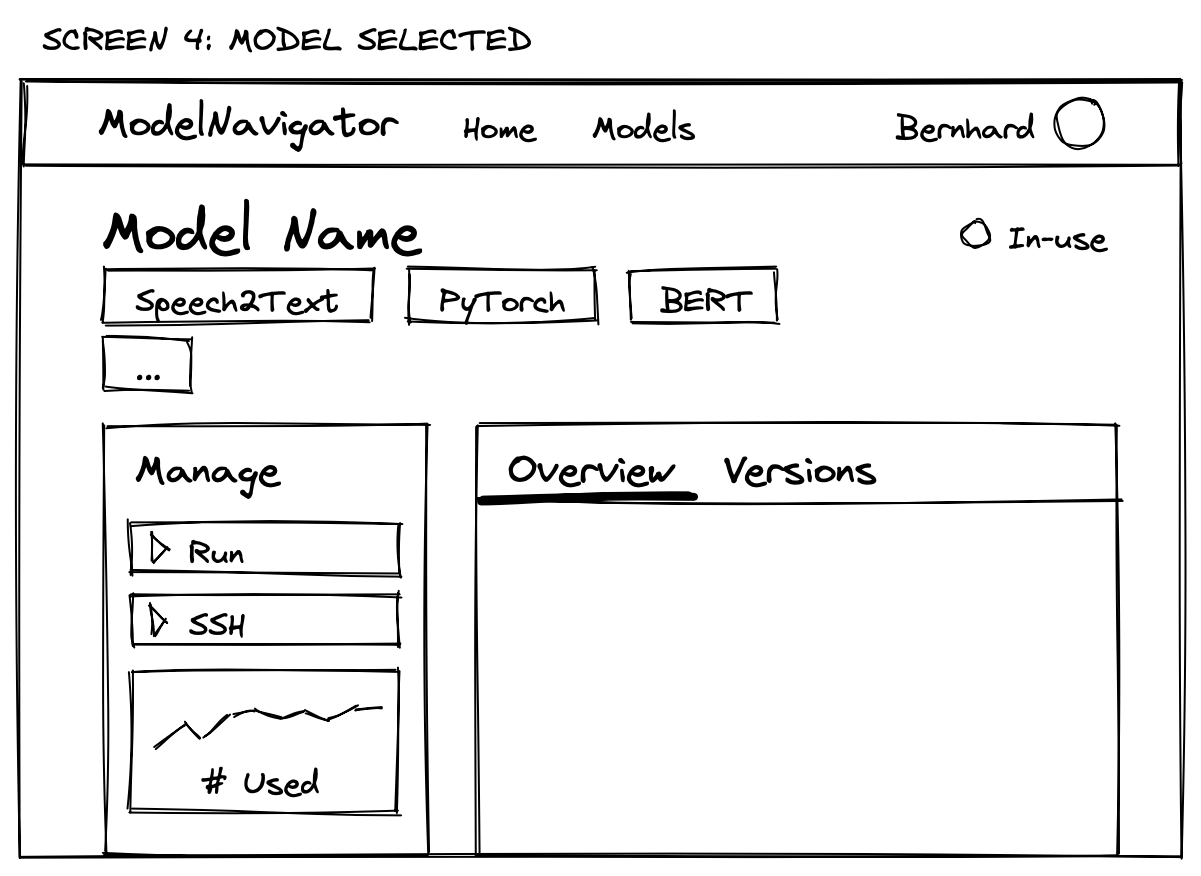 SCREEN 4: MODEL SELECTED
ModelNavigator Home Models Bernhard
Model Name
In-use
Speech2Text PyTorch BERT
...
Manage
Run
SSH
# Used
Overview Versions